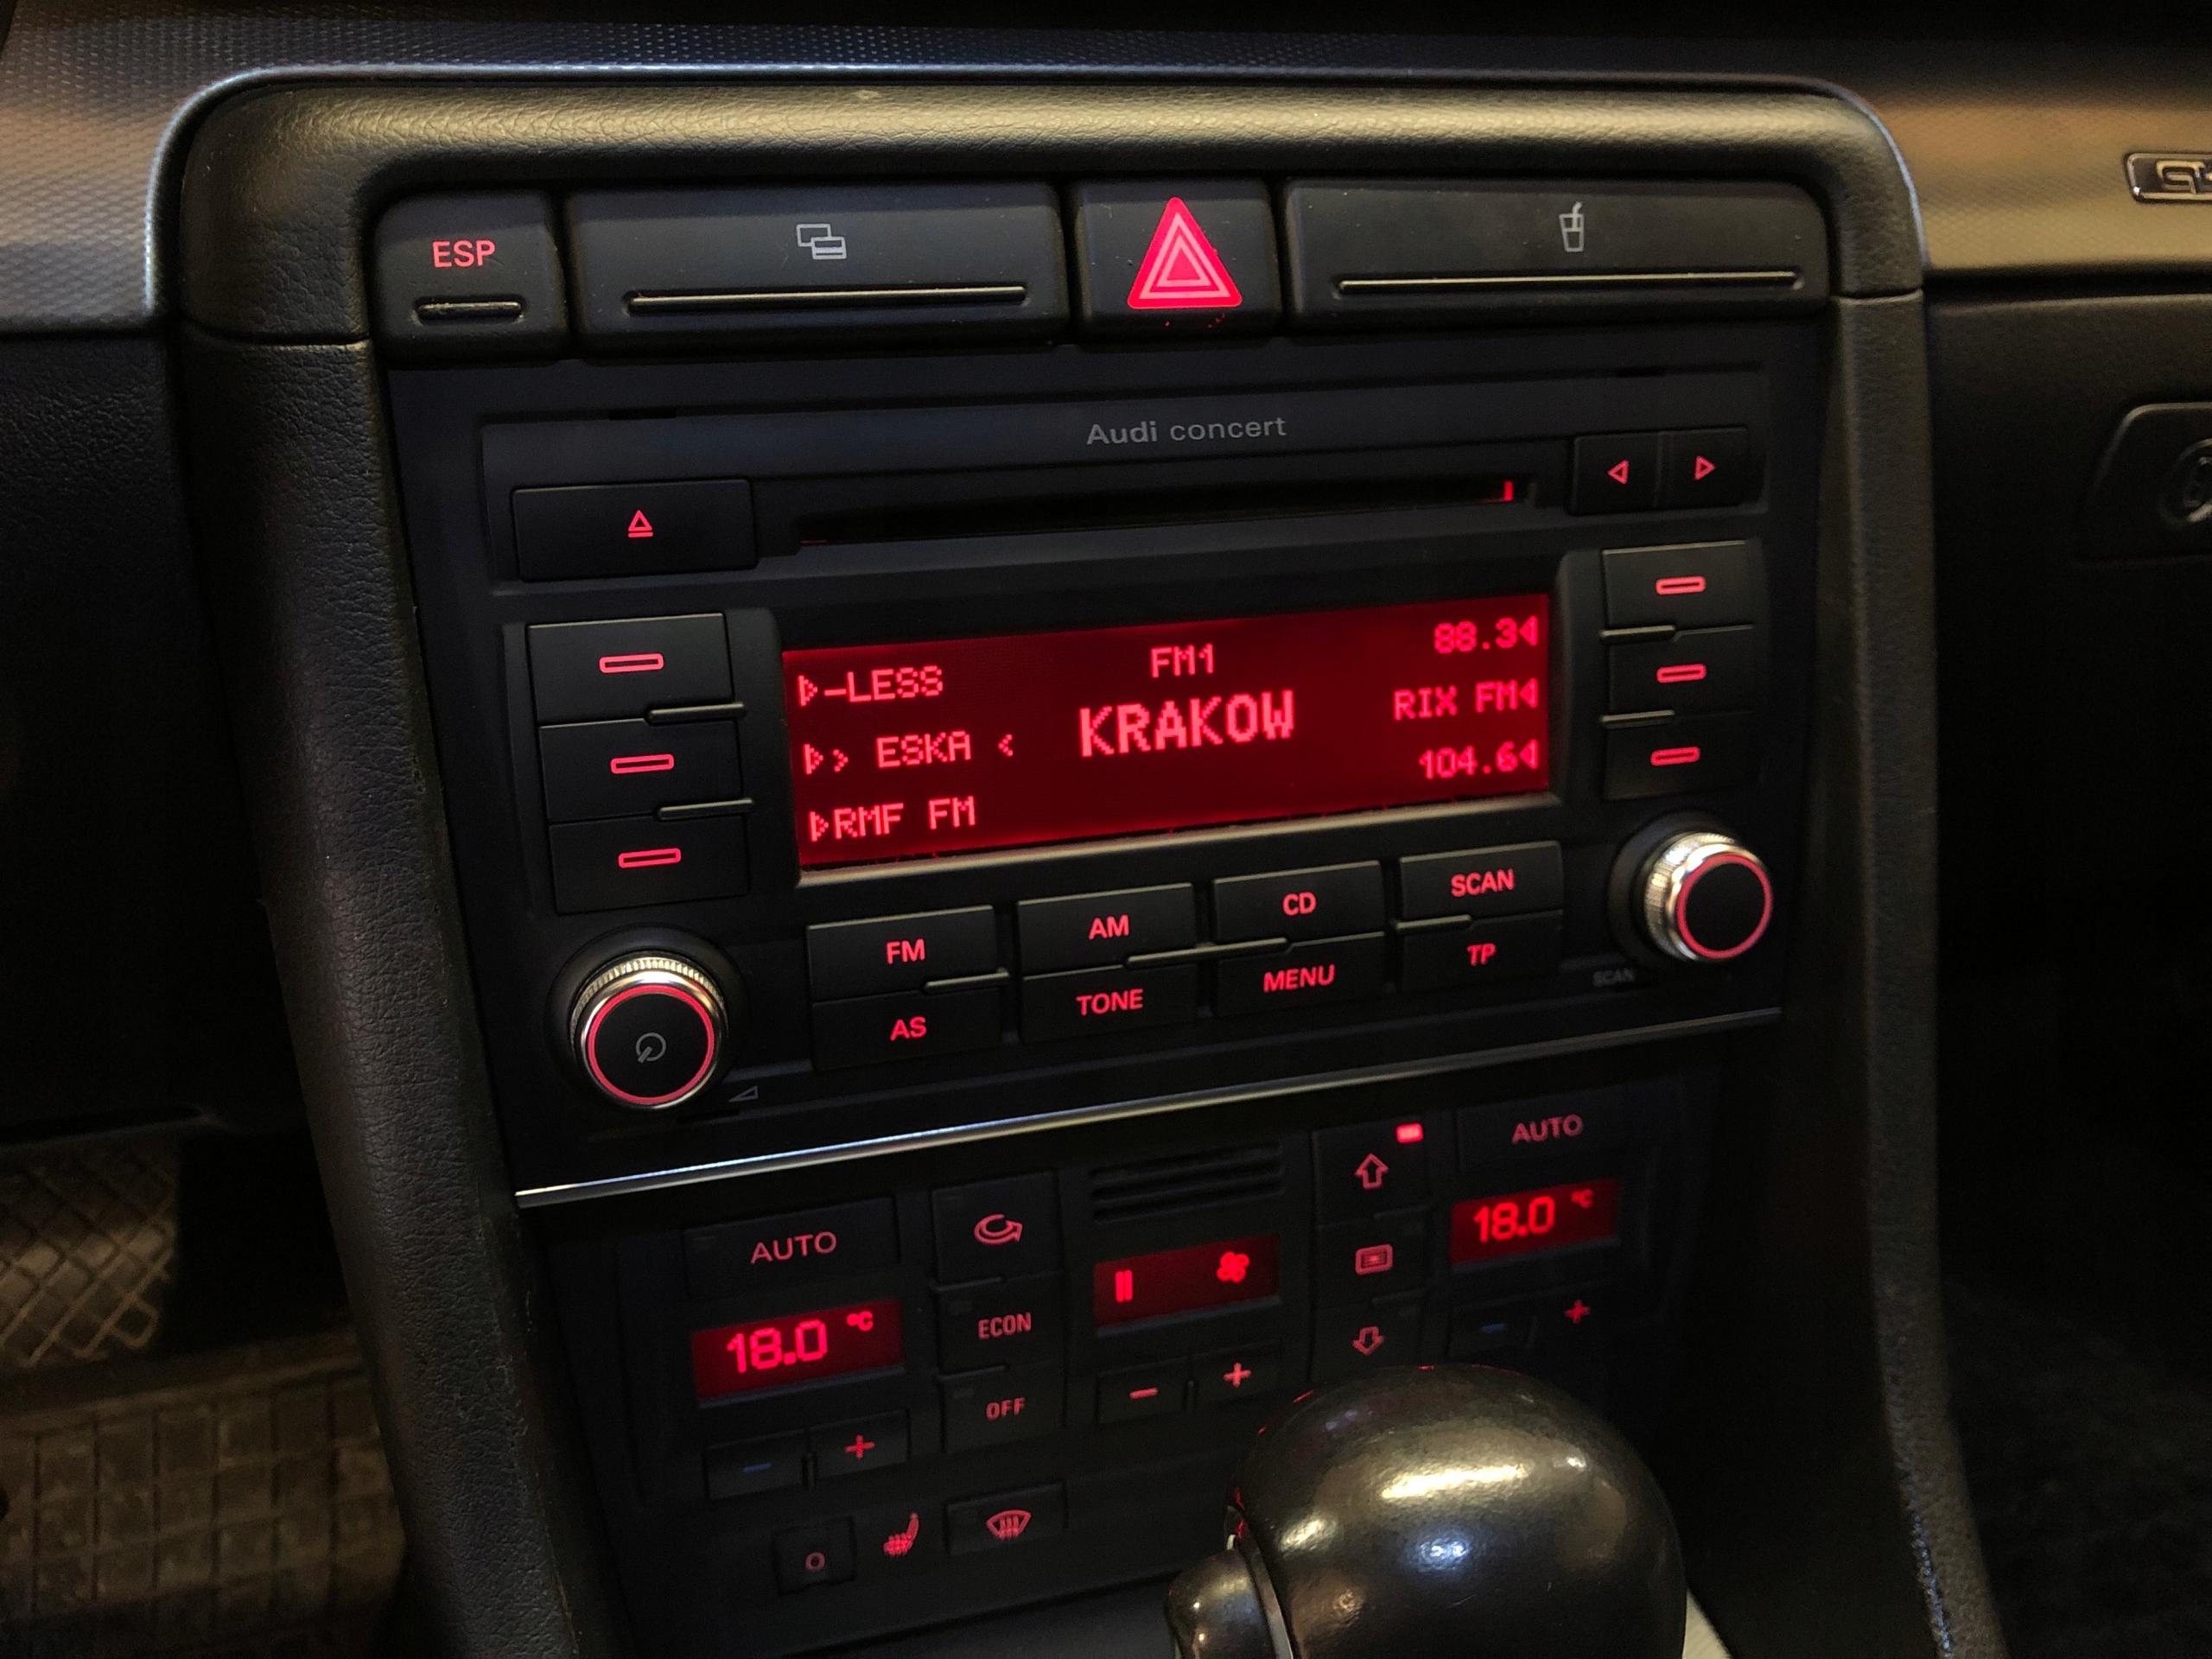 ESP
Audi concert
FM1
88.3
-LESS
KRAKOW
RIX FM
> ESKA <
104.6
RMF FM
FM
AM
CD
SCAN
AS
TONE
MENU
TP
SCAN
AUTO
AUTO
18.0 °C
18.0 °C
ECON
OFF